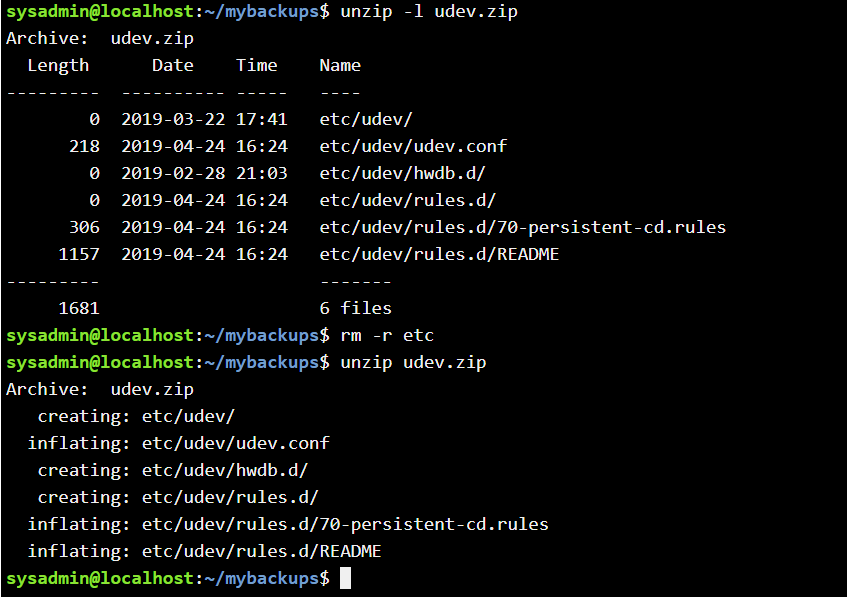 sysadmin@localhost:~/mybackups$ unzip -l udev.zip
Archive:  udev.zip
  Length      Date    Time    Name
---------  ---------- -----   ----
        0  2019-03-22 17:41   etc/udev/
      218  2019-04-24 16:24   etc/udev/udev.conf
        0  2019-02-28 21:03   etc/udev/hwdb.d/
        0  2019-04-24 16:24   etc/udev/rules.d/
      306  2019-04-24 16:24   etc/udev/rules.d/70-persistent-cd.rules
     1157  2019-04-24 16:24   etc/udev/rules.d/README
---------                     -------
     1681                     6 files
sysadmin@localhost:~/mybackups$ rm -r etc
sysadmin@localhost:~/mybackups$ unzip udev.zip
Archive:  udev.zip
   creating: etc/udev/
  inflating: etc/udev/udev.conf
   creating: etc/udev/hwdb.d/
   creating: etc/udev/rules.d/
  inflating: etc/udev/rules.d/70-persistent-cd.rules
  inflating: etc/udev/rules.d/README
sysadmin@localhost:~/mybackups$